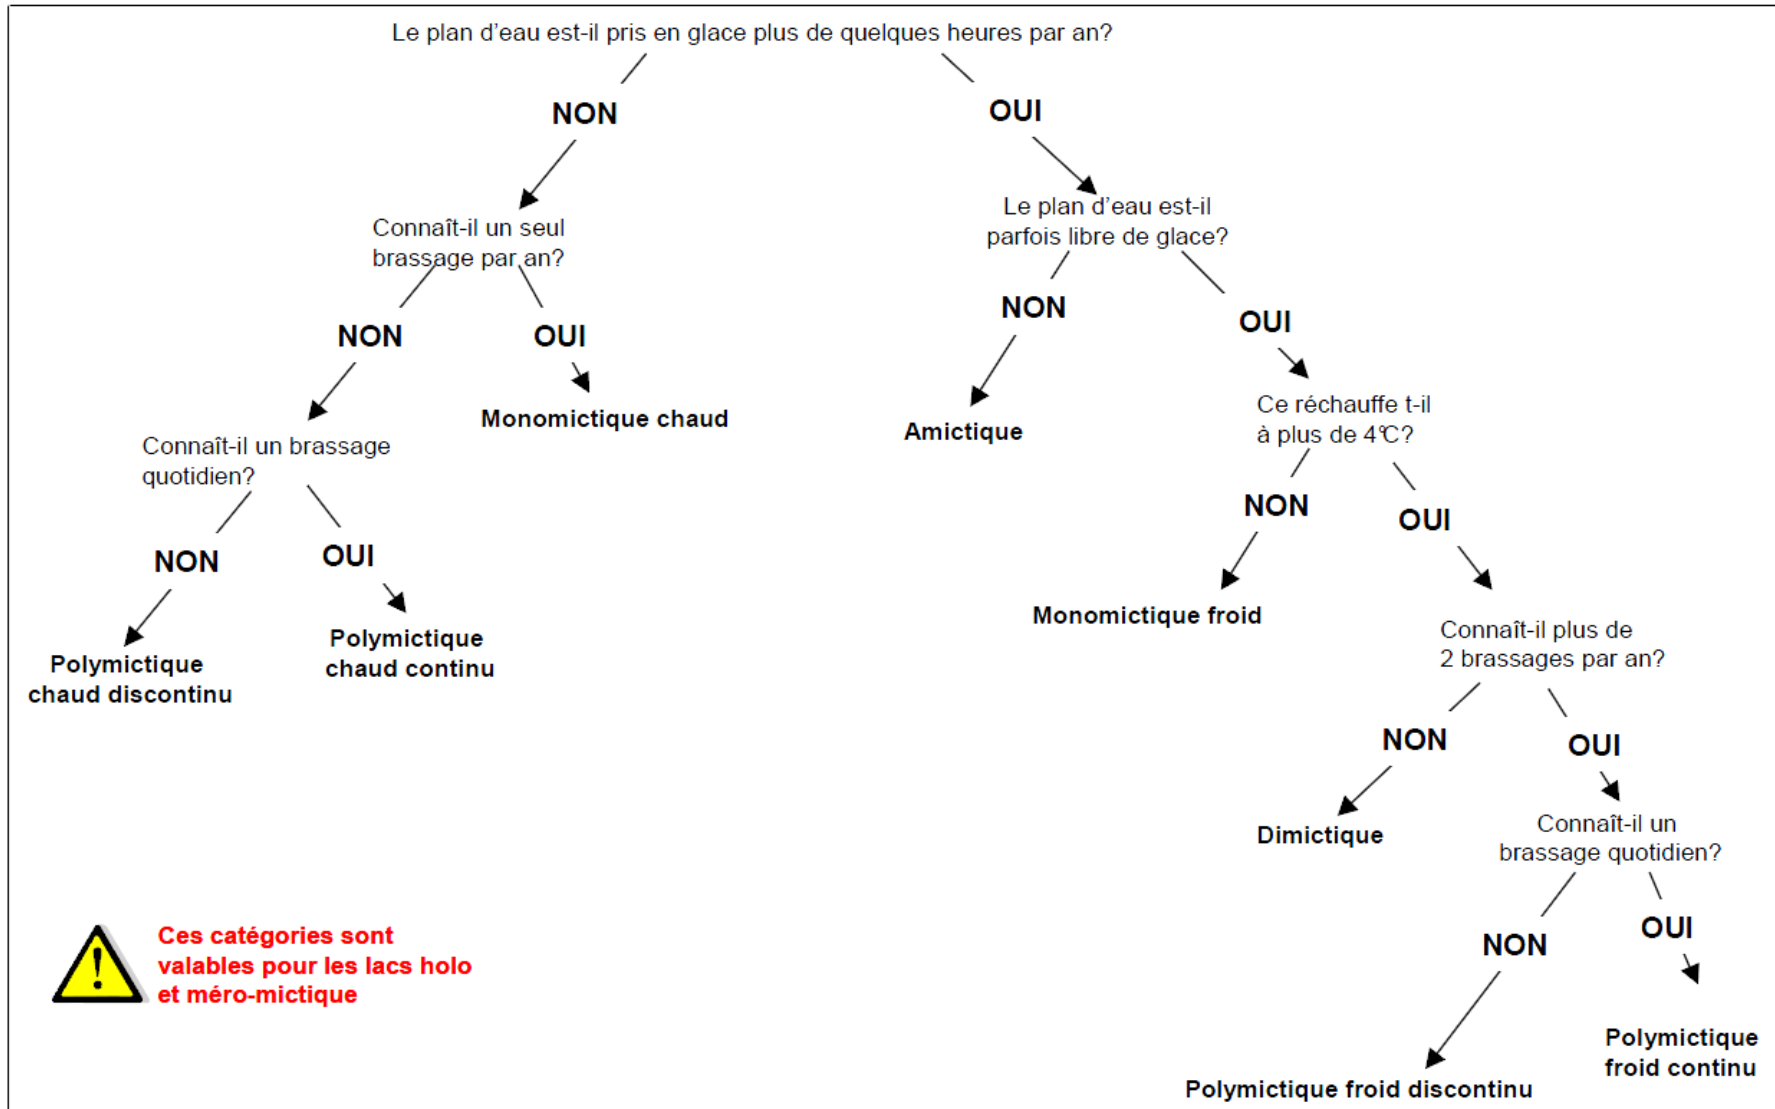 Le plan d'eau est-il pris en glace plus de quelques heures par an?
NON
OUI
Connaît-il un seul
brassage par an?
Le plan d'eau est-il
parfois libre de glace?
NON
OUI
NON
OUI
Monomictique chaud
Amictique
Ce réchauffe t-il
à plus de 4°C?
Connaît-il un brassage
quotidien?
NON
OUI
NON
OUI
Polymictique
chaud discontinu
Polymictique
chaud continu
Monomictique froid
Connaît-il plus de
2 brassages par an?
NON
OUI
Dimictique
Connaît-il un
brassage quotidien?
NON
OUI
Polymictique froid discontinu
Polymictique
froid continu
Ces catégories sont
valables pour les lacs holo
et méro-mictique